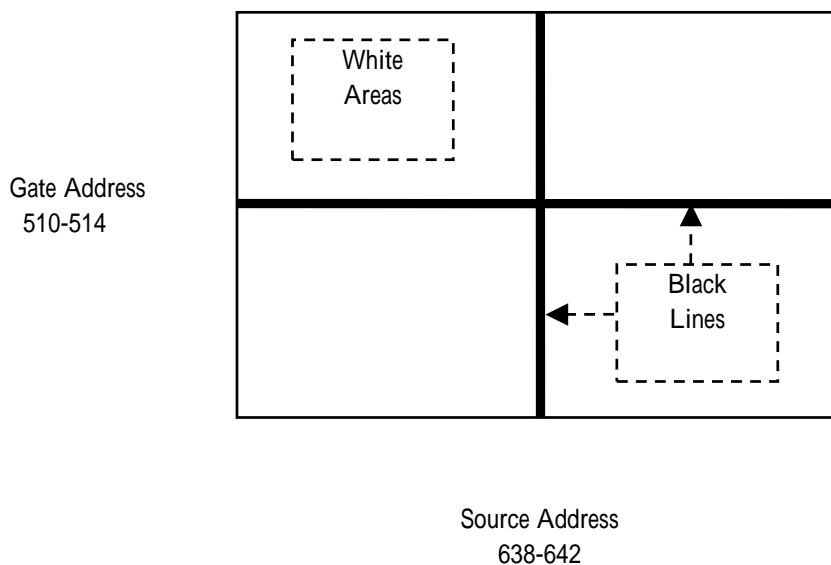 White
Areas
Gate Address
510-514
Black
Lines
Source Address
638-642